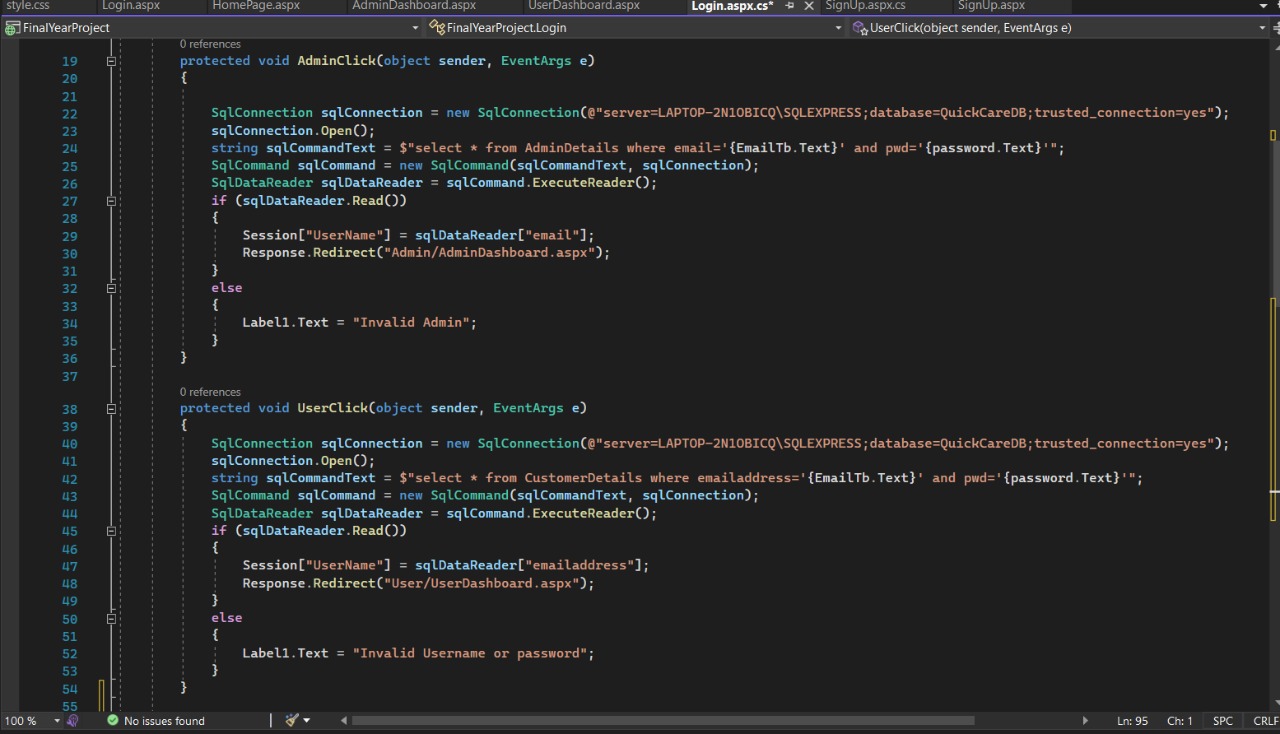 style.css Login.aspx HomePage.aspx AdminDashboard.aspx UserDashboard.aspx Login.aspx.cs* SignUp.aspx.cs SignUp.aspx
FinalYearProject FinalYearProject.Login UserClick(object sender, EventArgs e)
0 references
19 protected void AdminClick(object sender, EventArgs e)
20 {
21
22 SqlConnection sqlConnection = new SqlConnection(@"server=LAPTOP-2N1OBICQ\SQLEXPRESS;database=QuickCareDB;trusted_connection=yes");
23 sqlConnection.Open();
24 string sqlCommandText = $"select * from AdminDetails where email='{EmailTb.Text}' and pwd='{password.Text}'";
25 SqlCommand sqlCommand = new SqlCommand(sqlCommandText, sqlConnection);
26 SqlDataReader sqlDataReader = sqlCommand.ExecuteReader();
27 if (sqlDataReader.Read())
28 {
29 Session["UserName"] = sqlDataReader["email"];
30 Response.Redirect("Admin/AdminDashboard.aspx");
31 }
32 else
33 {
34 Label1.Text = "Invalid Admin";
35 }
36 }
37
0 references
38 protected void UserClick(object sender, EventArgs e)
39 {
40 SqlConnection sqlConnection = new SqlConnection(@"server=LAPTOP-2N1OBICQ\SQLEXPRESS;database=QuickCareDB;trusted_connection=yes");
41 sqlConnection.Open();
42 string sqlCommandText = $"select * from CustomerDetails where emailaddress='{EmailTb.Text}' and pwd='{password.Text}'";
43 SqlCommand sqlCommand = new SqlCommand(sqlCommandText, sqlConnection);
44 SqlDataReader sqlDataReader = sqlCommand.ExecuteReader();
45 if (sqlDataReader.Read())
46 {
47 Session["UserName"] = sqlDataReader["emailaddress"];
48 Response.Redirect("User/UserDashboard.aspx");
49 }
50 else
51 {
52 Label1.Text = "Invalid Username or password";
53 }
54 }
55
100 % No issues found Ln: 95 Ch: 1 SPC CRLF